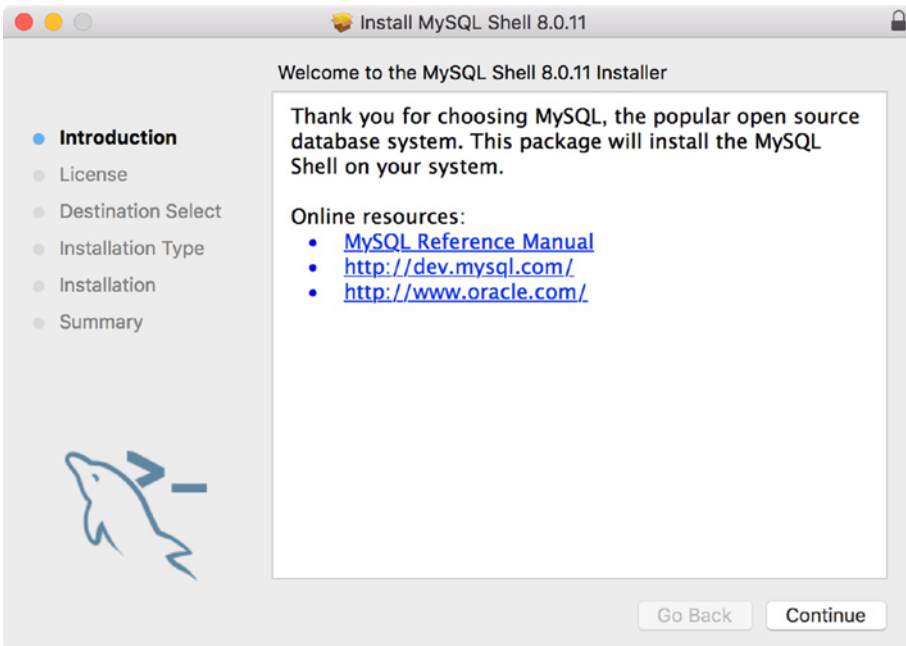 Install MySQL Shell 8.0.11
Welcome to the MySQL Shell 8.0.11 Installer
Introduction
License
Destination Select
Installation Type
Installation
Summary
Thank you for choosing MySQL, the popular open source
database system. This package will install the MySQL
Shell on your system.
Online resources:
• MySQL Reference Manual
• http://dev.mysql.com/
• http://www.oracle.com/
Go Back
Continue